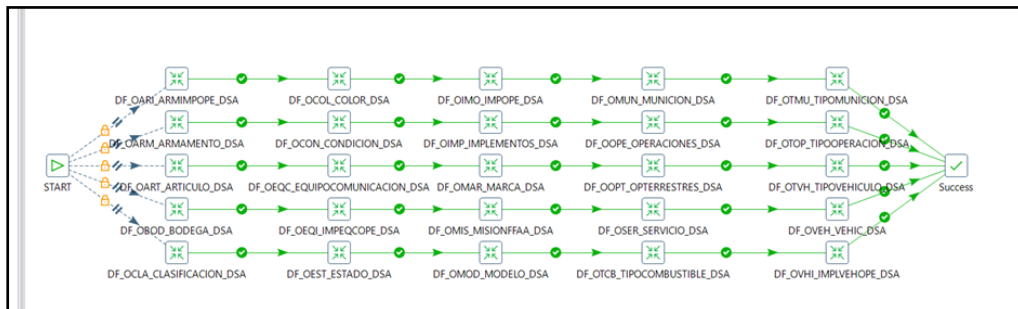 DF_OARI_ARMIMPOPE_DSA DF_OCOL_COLOR_DSA DF_OIMO_IMPOPE_DSA DF_OMUN_MUNICION_DSA DF_OTMU_TIPOMUNICION_DSA
DF_OARM_ARMAMENTO_DSA DF_OCON_CONDICION_DSA DF_OIMP_IMPLEMENTOS_DSA DF_OOPE_OPERACIONES_DSA DF_OTOP_TIPOOPERACION_DSA
START DF_OART_ARTICULO_DSA DF_OEQC_EQUIPOCOMUNICACION_DSA DF_OMAR_MARCA_DSA DF_OOPT_OPTERRESTRES_DSA DF_OTVH_TIPOVEHICULO_DSA Success
DF_OBOD_BODEGA_DSA DF_OEQI_IMPEQCOPE_DSA DF_OMIS_MISIONFFAA_DSA DF_OSER_SERVICIO_DSA DF_OVEH_VEHIC_DSA
DF_OCLA_CLASIFICACION_DSA DF_OEST_ESTADO_DSA DF_OMOD_MODELO_DSA DF_OTCB_TIPOCOMBUSTIBLE_DSA DF_OVHI_IMPLVEHOPE_DSA